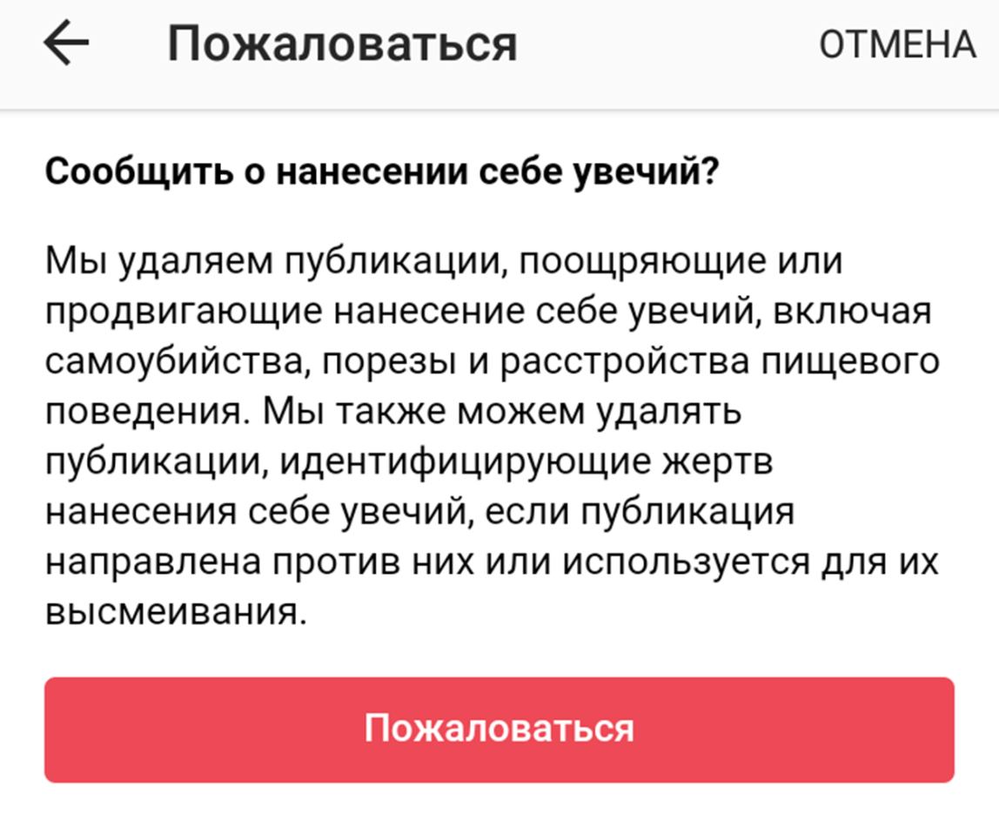 Пожаловаться ОТМЕНА
Сообщить о нанесении себе увечий?
Мы удаляем публикации, поощряющие или
продвигающие нанесение себе увечий, включая
самоубийства, порезы и расстройства пищевого
поведения. Мы также можем удалять
публикации, идентифицирующие жертв
нанесения себе увечий, если публикация
направлена против них или используется для их
высмеивания.
Пожаловаться